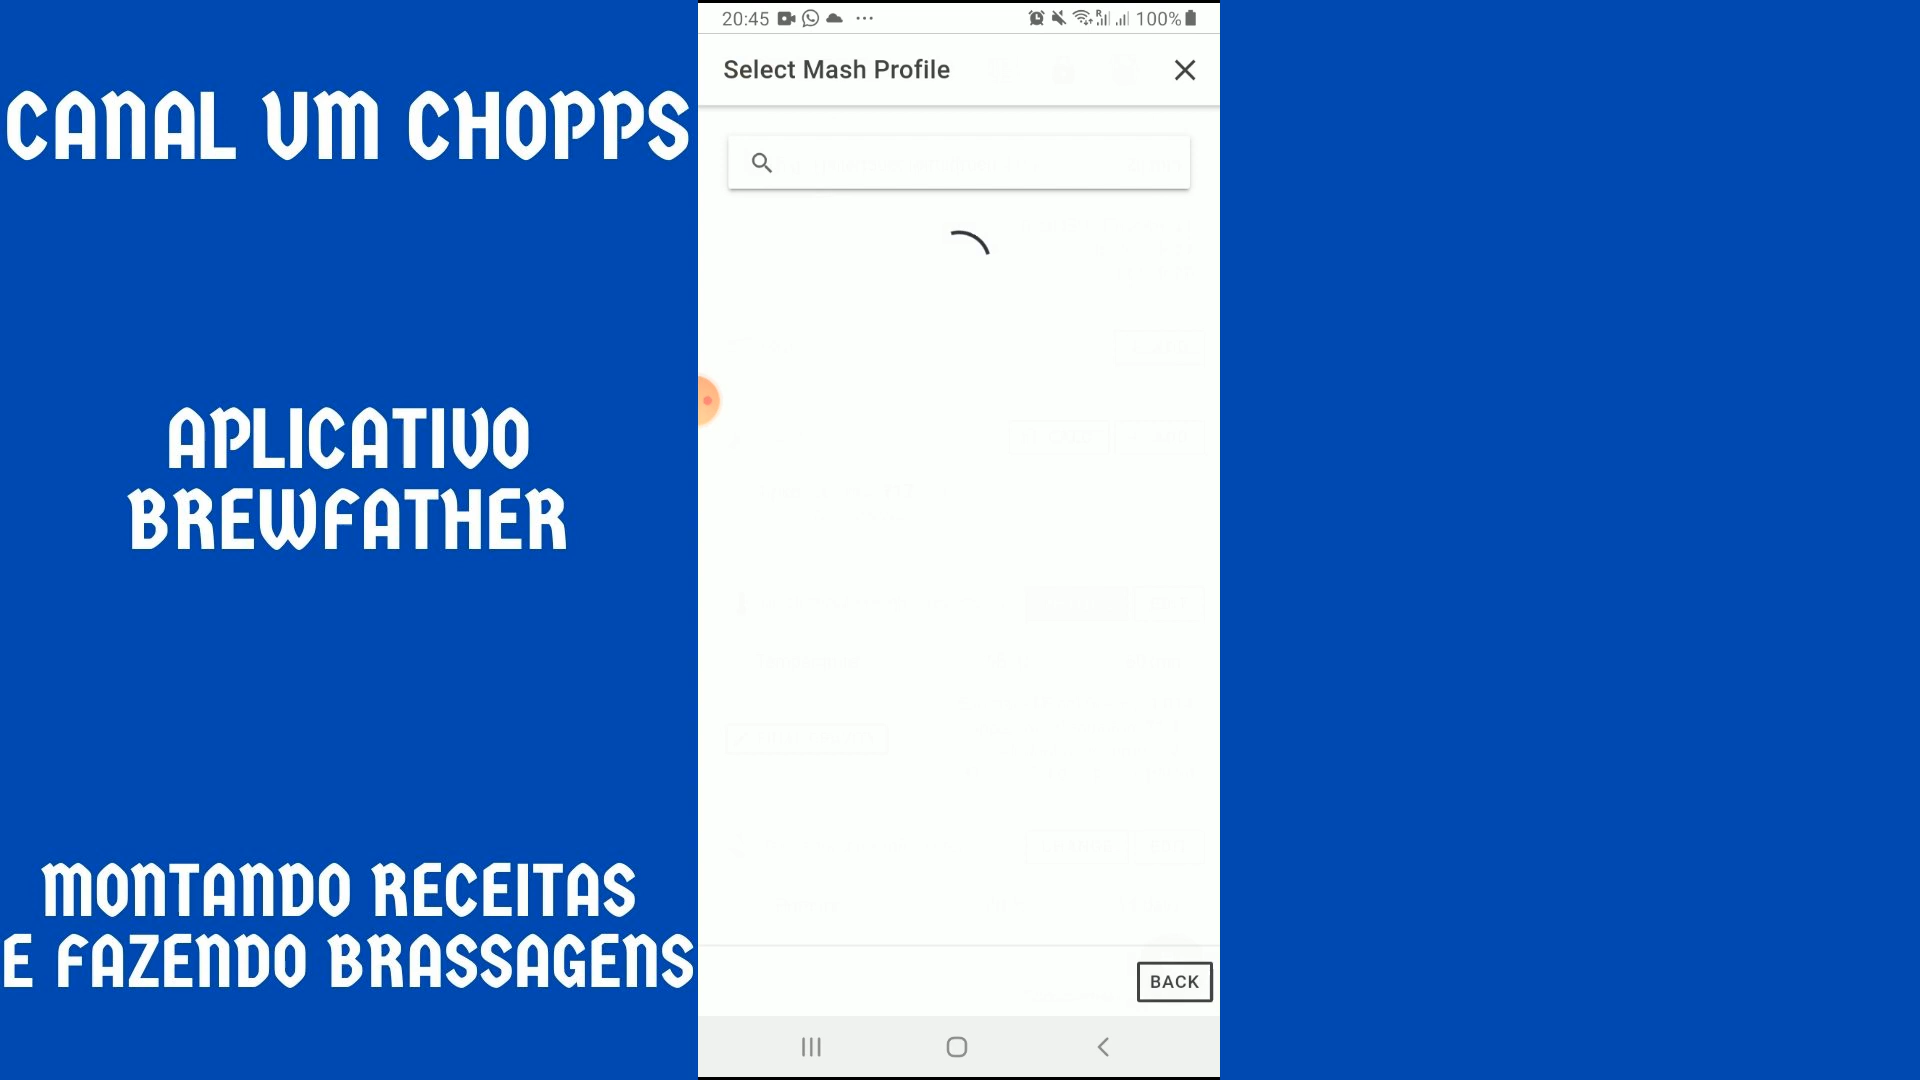 CANAL UM CHOPPS
APLICATIVO
BREWFATHER
MONTANDO RECEITAS
E FAZENDO BRASSAGENS
20:45
100%
Select Mash Profile
BACK